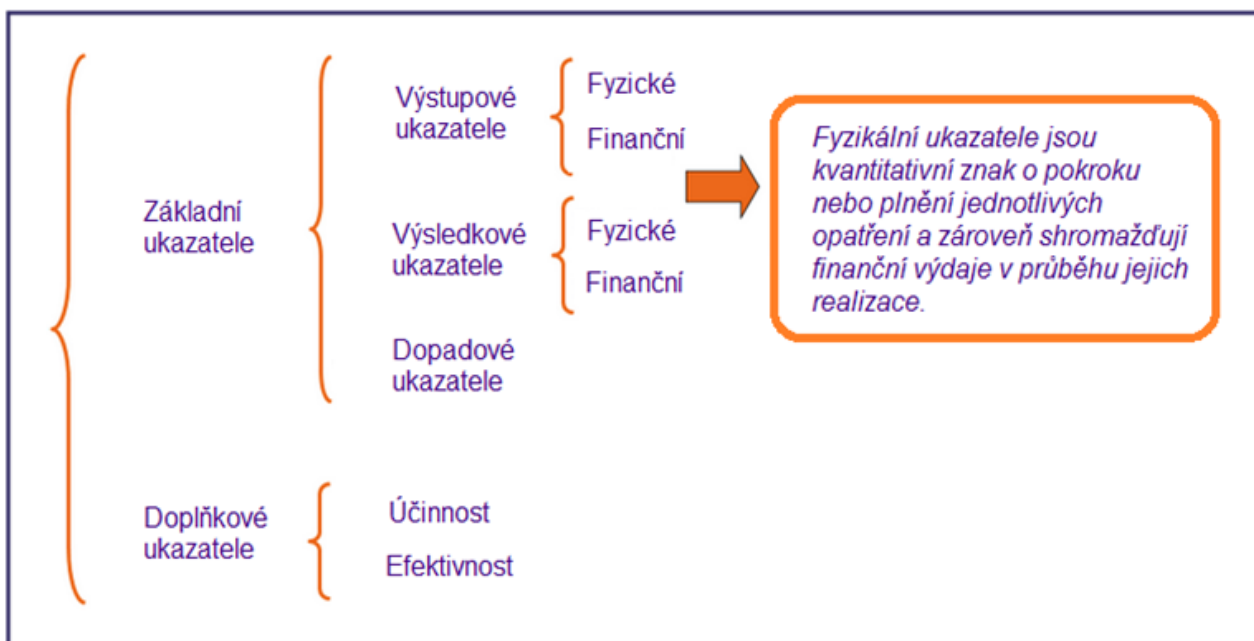 Základní
ukazatele
Výstupové
ukazatele
Fyzické
Finanční
Výsledkové
ukazatele
Fyzické
Finanční
Dopadové
ukazatele
Fyzikální ukazatele jsou
kvantitativní znak o pokroku
nebo plnění jednotlivých
opatření a zároveň shromažďují
finanční výdaje v průběhu jejich
realizace.
Doplňkové
ukazatele
Účinnost
Efektivnost